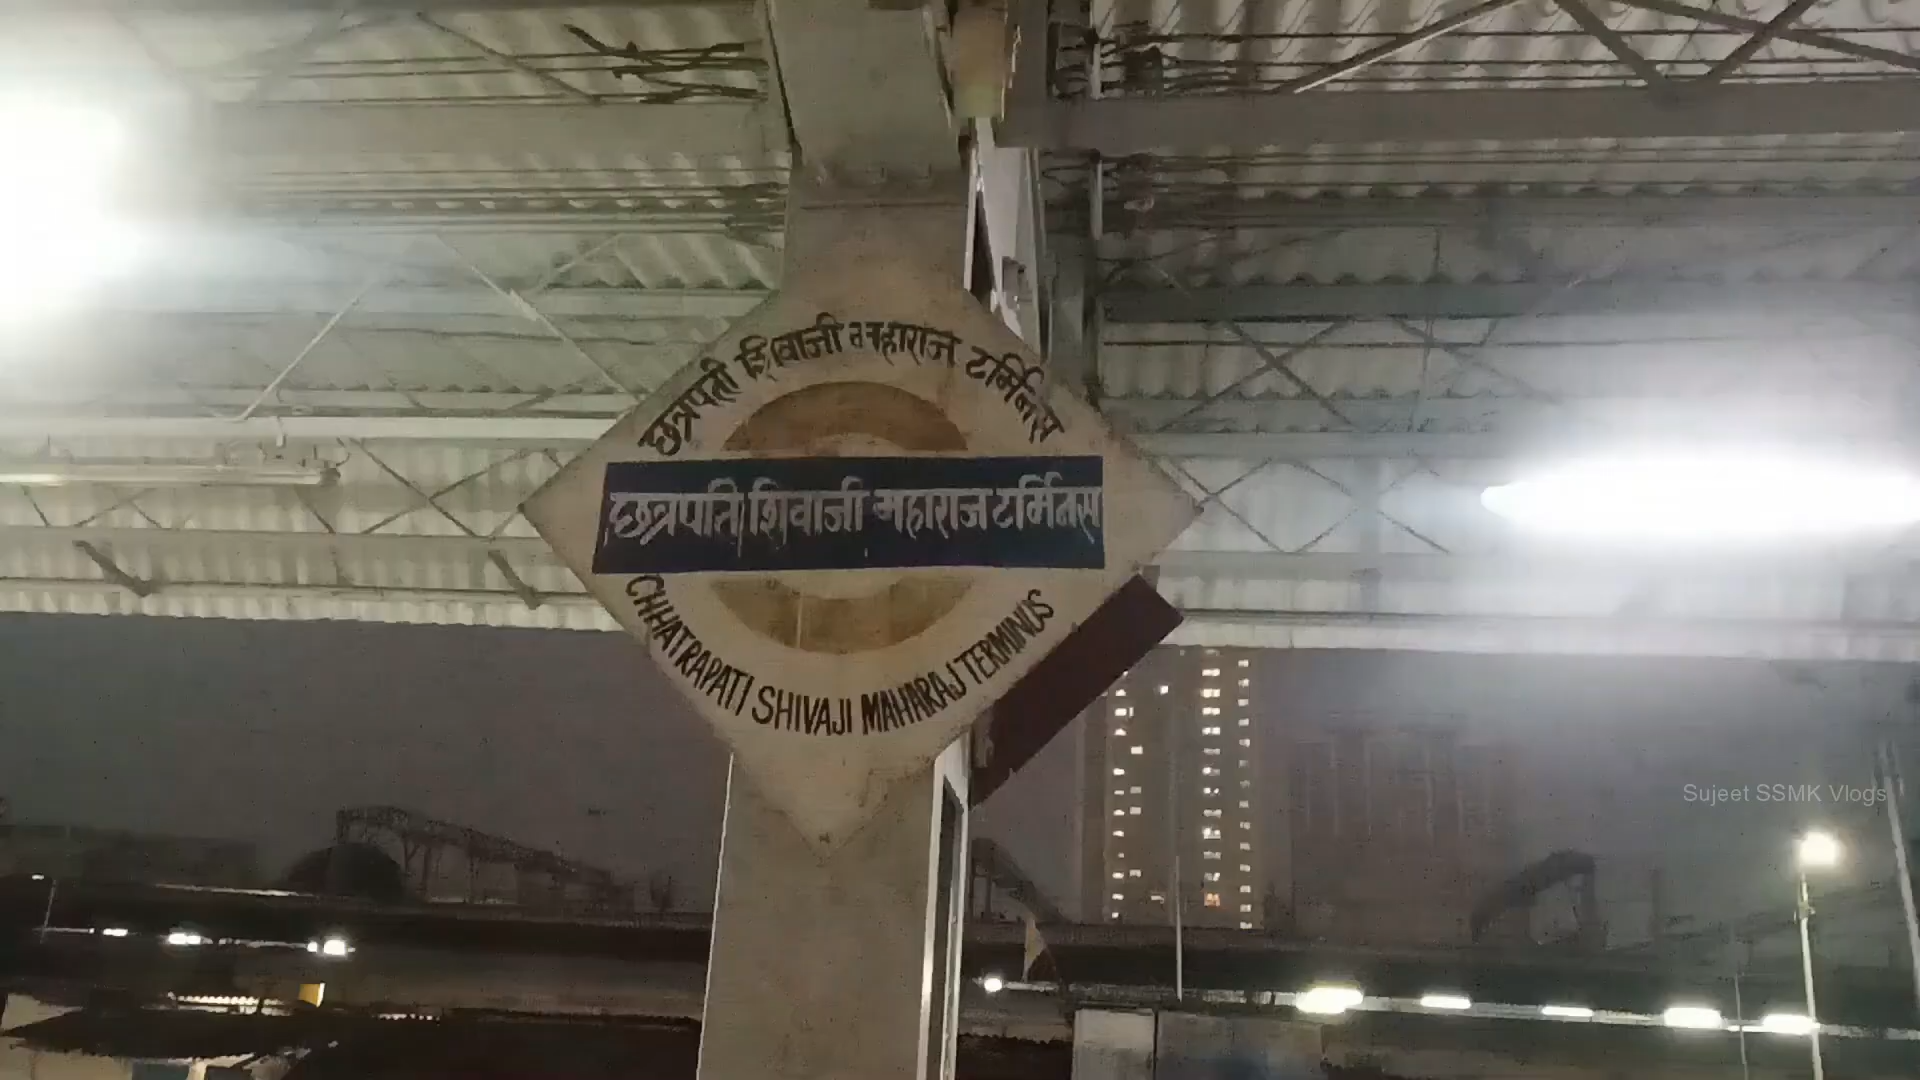 छत्रपती शिवाजी महाराज टर्मिनस
छत्रपति शिवाजी महाराज टर्मिनस
CHHATRAPATI SHIVAJI MAHARAJ TERMINUS
Sujeet SSMK Vlogs